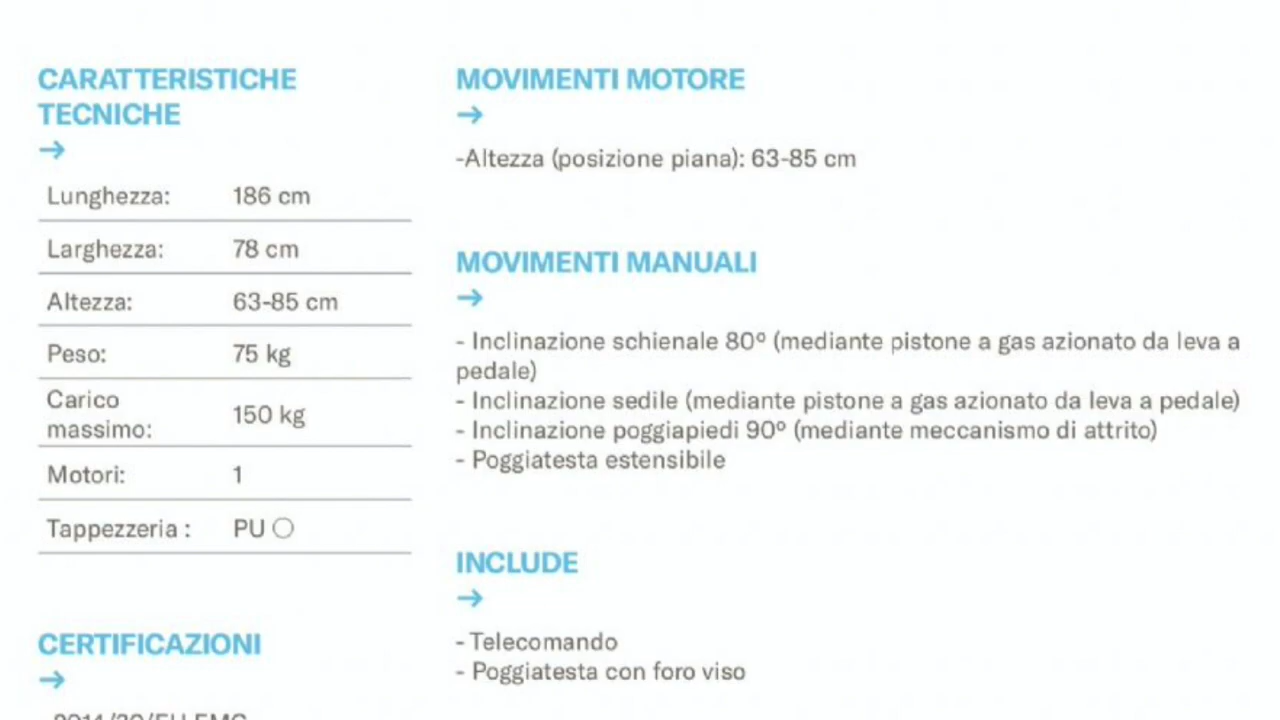 CARATTERISTICHE
TECNICHE
→
Lunghezza: 186 cm
Larghezza: 78 cm
Altezza: 63-85 cm
Peso: 75 kg
Carico
massimo: 150 kg
Motori: 1
Tappezzeria : PU ○
CERTIFICAZIONI
→
MOVIMENTI MOTORE
→
-Altezza (posizione piana): 63-85 cm
MOVIMENTI MANUALI
→
- Inclinazione schienale 80º (mediante pistone a gas azionato da leva a
pedale)
- Inclinazione sedile (mediante pistone a gas azionato da leva a pedale)
- Inclinazione poggiapiedi 90º (mediante meccanismo di attrito)
- Poggiatesta estensibile
INCLUDE
→
- Telecomando
- Poggiatesta con foro viso